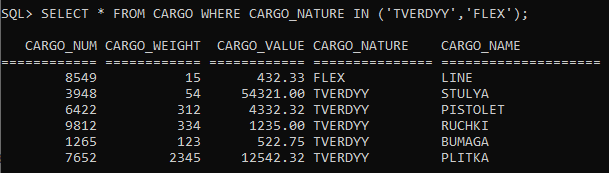 SQL> SELECT * FROM CARGO WHERE CARGO_NATURE IN ('TVERDYY','FLEX');
CARGO_NUM CARGO_WEIGHT CARGO_VALUE CARGO_NATURE CARGO_NAME
============ ============ ============ ============ ====================
8549 15 432.33 FLEX LINE
3948 54 54321.00 TVERDYY STULYA
6422 312 4332.32 TVERDYY PISTOLET
9812 334 1235.00 TVERDYY RUCHKI
1265 123 522.75 TVERDYY BUMAGA
7652 2345 12542.32 TVERDYY PLITKA